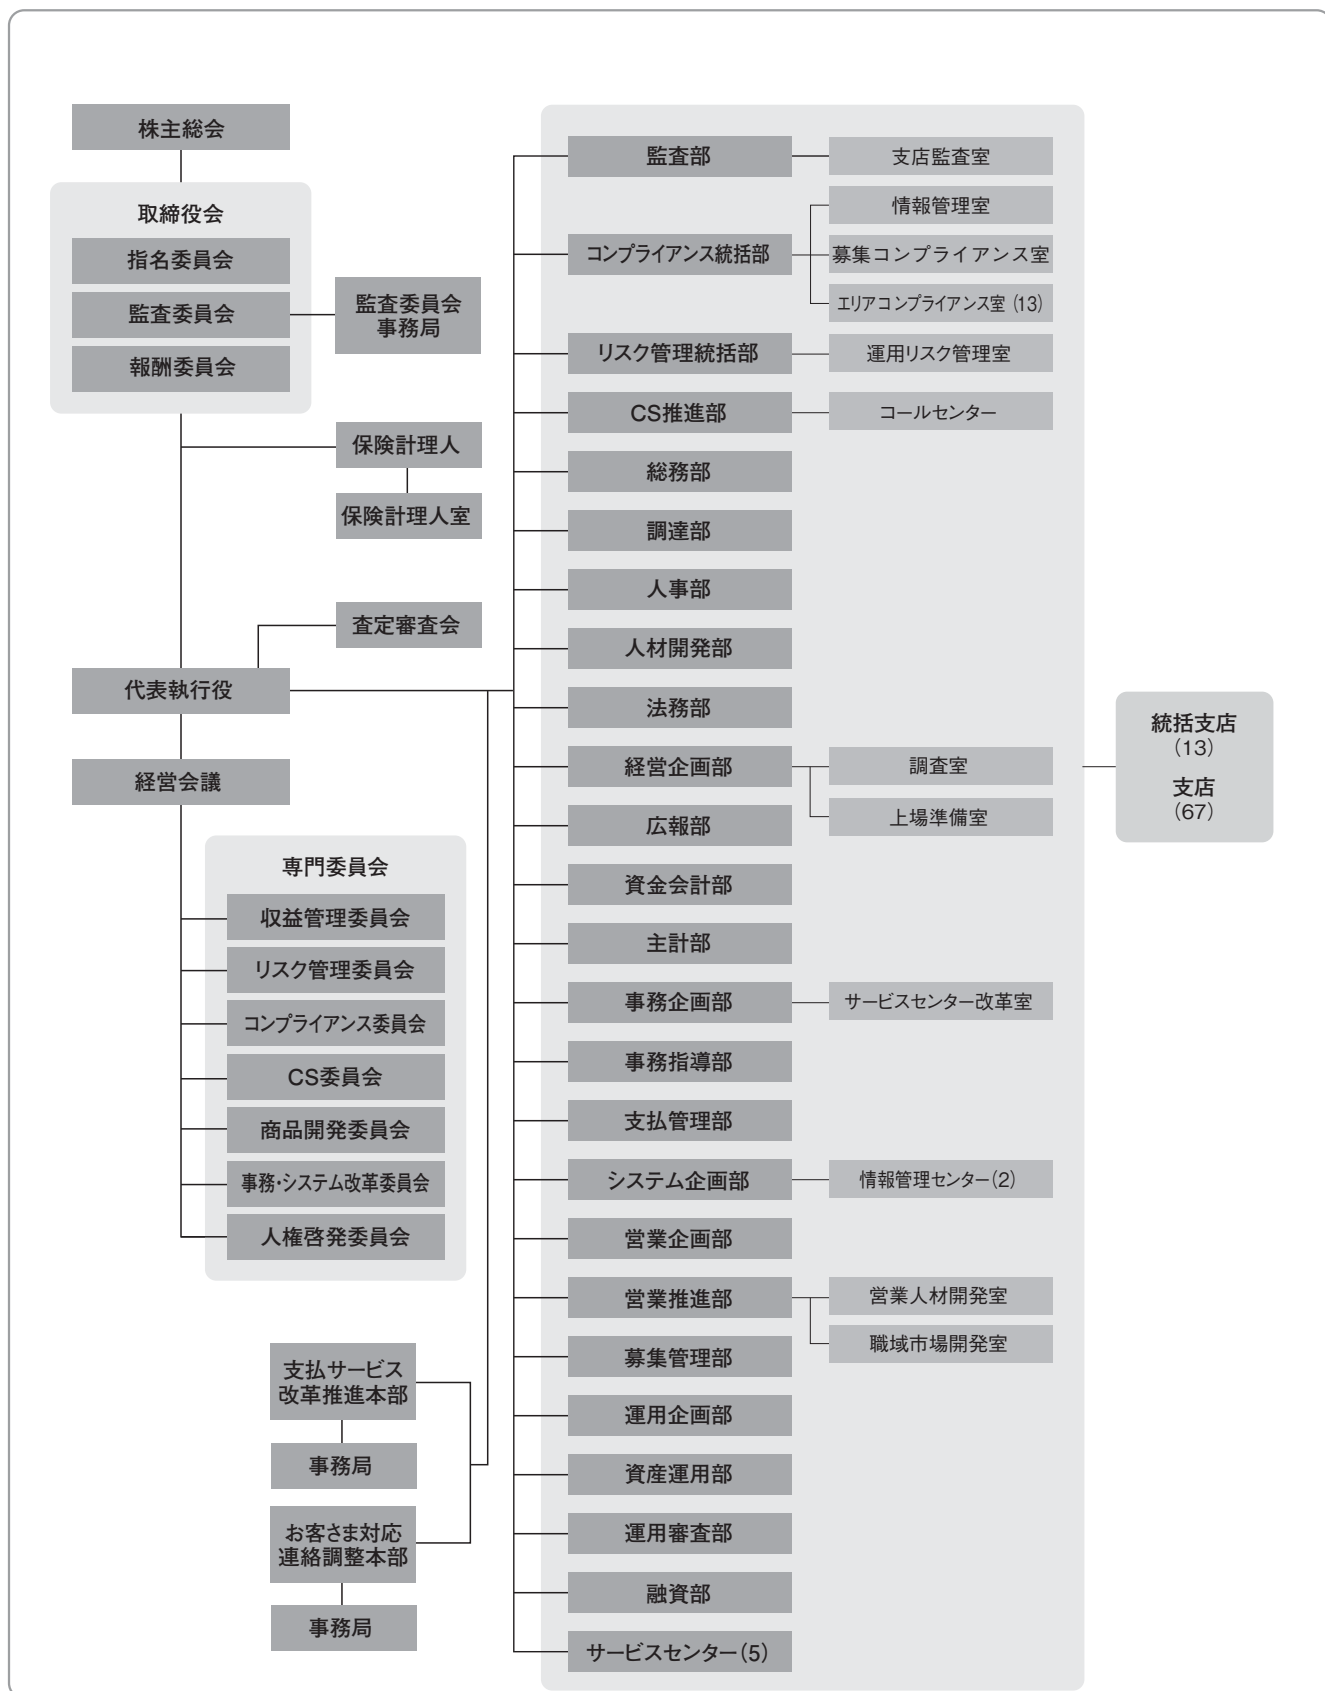 株主総会
取締役会
指名委員会
監査委員会
報酬委員会
監査委員会
事務局
保険計理人
保険計理人室
査定審査会
代表執行役
経営会議
専門委員会
収益管理委員会
リスク管理委員会
コンプライアンス委員会
CS委員会
商品開発委員会
事務・システム改革委員会
人権啓発委員会
支払サービス
改革推進本部
事務局
お客さま対応
連絡調整本部
事務局
監査部
支店監査室
コンプライアンス統括部
情報管理室
募集コンプライアンス室
エリアコンプライアンス室(13)
リスク管理統括部
運用リスク管理室
CS推進部
コールセンター
総務部
調達部
人事部
人材開発部
法務部
経営企画部
調査室
上場準備室
広報部
資金会計部
主計部
事務企画部
サービスセンター改革室
事務指導部
支払管理部
システム企画部
情報管理センター(2)
営業企画部
営業推進部
営業人材開発室
職域市場開発室
募集管理部
運用企画部
資産運用部
運用審査部
融資部
サービスセンター(5)
統括支店
(13)
支店
(67)